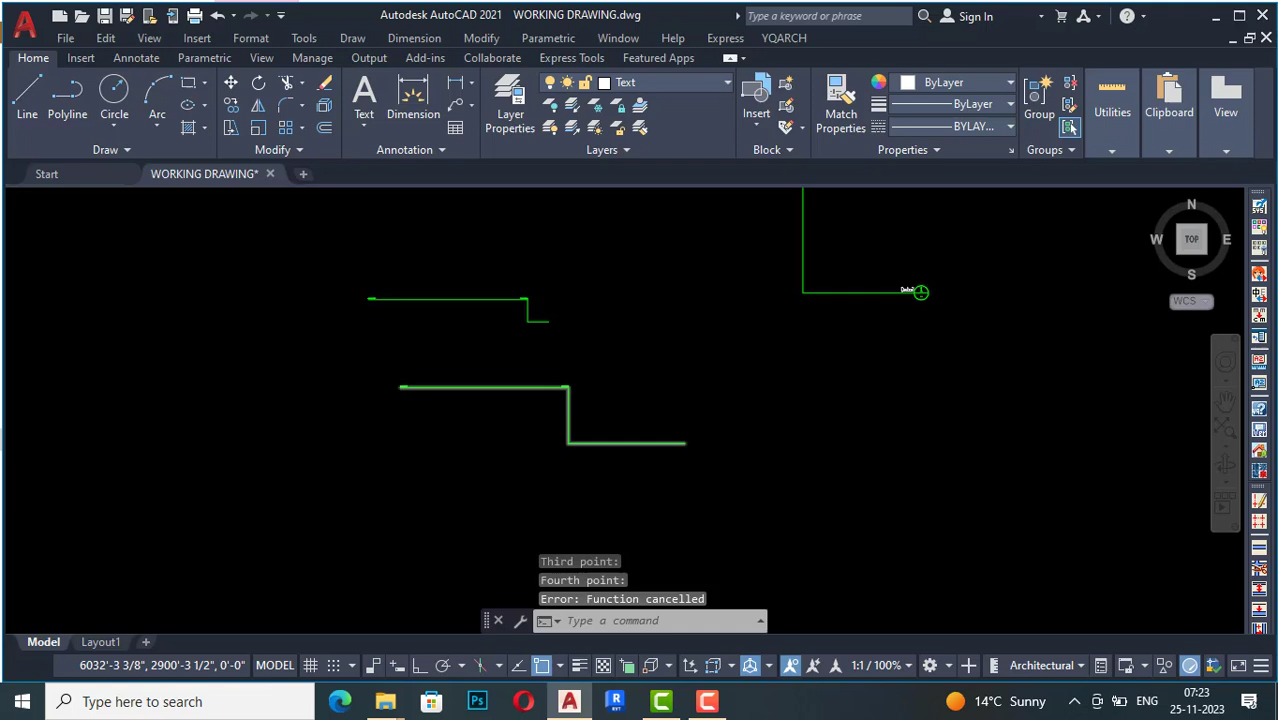 Autodesk AutoCAD 2021 WORKING DRAWING.dwg
Type a keyword or phrase
Sign In
File Edit View Insert Format Tools Draw Dimension Modify Parametric Window Help Express YQARCH
Home Insert Annotate Parametric View Manage Output Add-ins Collaborate Express Tools Featured Apps
Line Polyline Circle Arc
Text Dimension
Layer Properties
Text
Insert
Match Properties
ByLayer
ByLayer
BYLAY...
Group
Utilities
Clipboard
View
Draw
Modify
Annotation
Layers
Block
Properties
Groups
Start
WORKING DRAWING*
N
W TOP E
S
WCS
Third point:
Fourth point:
Error: Function cancelled
Type a command
Model Layout1
6032'-3 3/8", 2900'-3 1/2", 0'-0" MODEL 1:1 / 100% Architectural
Type here to search
14°C Sunny
ENG
07:23
25-11-2023